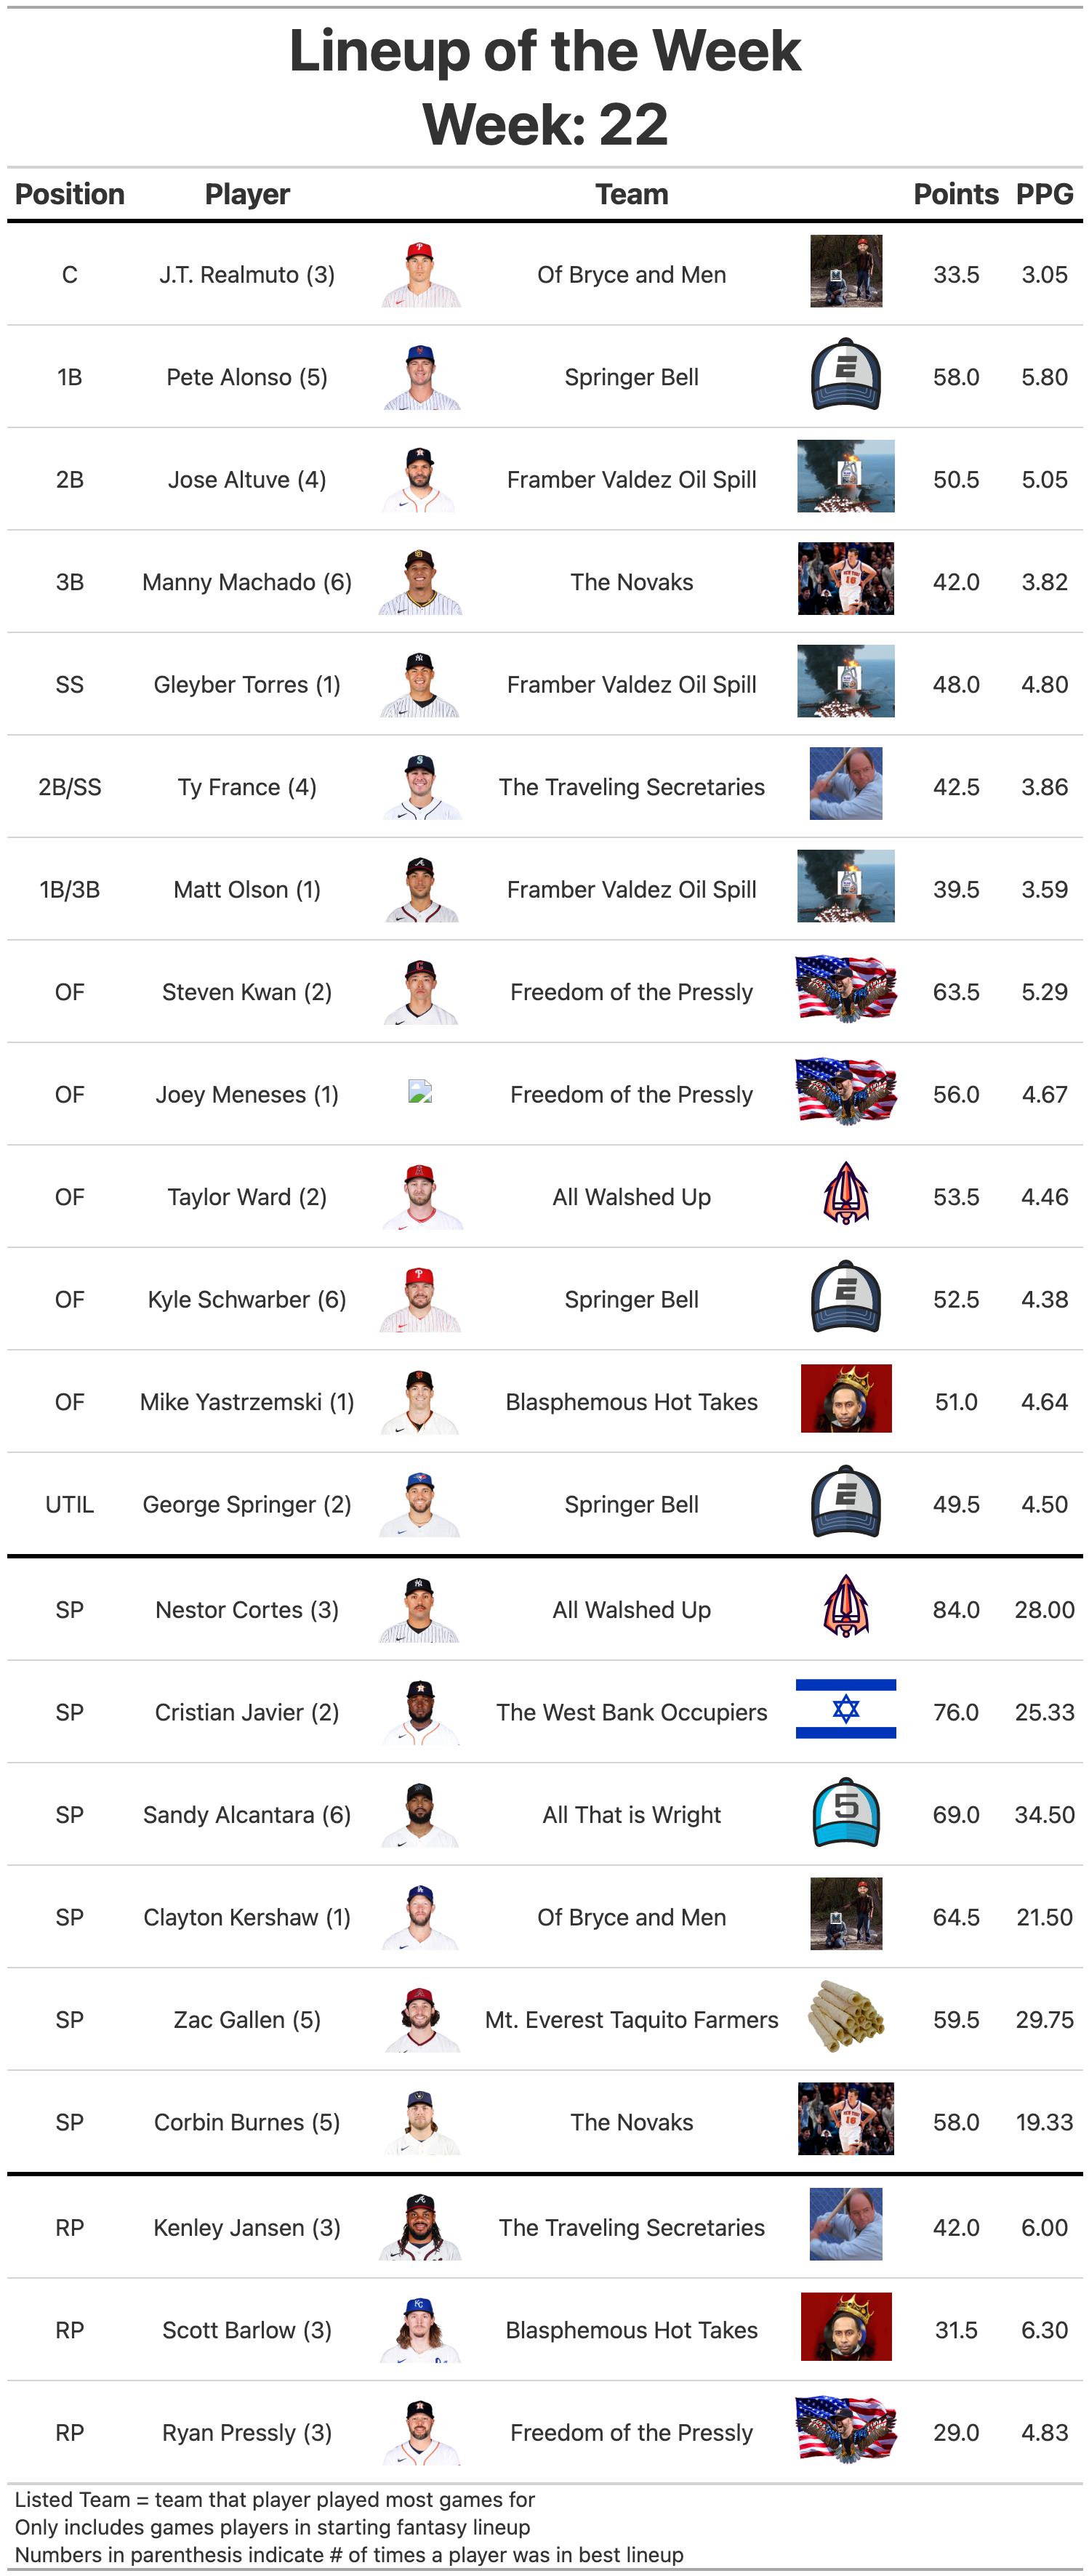 Lineup of the Week
Week: 22
Position Player Team Points PPG
C J.T. Realmuto (3) Of Bryce and Men 33.5 3.05
1B Pete Alonso (5) Springer Bell 58.0 5.80
2B Jose Altuve (4) Framber Valdez Oil Spill 50.5 5.05
3B Manny Machado (6) The Novaks 42.0 3.82
SS Gleyber Torres (1) Framber Valdez Oil Spill 48.0 4.80
2B/SS Ty France (4) The Traveling Secretaries 42.5 3.86
1B/3B Matt Olson (1) Framber Valdez Oil Spill 39.5 3.59
OF Steven Kwan (2) Freedom of the Pressly 63.5 5.29
OF Joey Meneses (1) Freedom of the Pressly 56.0 4.67
OF Taylor Ward (2) All Walshed Up 53.5 4.46
OF Kyle Schwarber (6) Springer Bell 52.5 4.38
OF Mike Yastrzemski (1) Blasphemous Hot Takes 51.0 4.64
UTIL George Springer (2) Springer Bell 49.5 4.50
SP Nestor Cortes (3) All Walshed Up 84.0 28.00
SP Cristian Javier (2) The West Bank Occupiers 76.0 25.33
SP Sandy Alcantara (6) All That is Wright 5 69.0 34.50
SP Clayton Kershaw (1) Of Bryce and Men 64.5 21.50
SP Zac Gallen (5) Mt. Everest Taquito Farmers 59.5 29.75
SP Corbin Burnes (5) The Novaks 58.0 19.33
RP Kenley Jansen (3) The Traveling Secretaries 42.0 6.00
RP Scott Barlow (3) Blasphemous Hot Takes 31.5 6.30
RP Ryan Pressly (3) Freedom of the Pressly 29.0 4.83
Listed Team = team that player played most games for
Only includes games players in starting fantasy lineup
Numbers in parenthesis indicate # of times a player was in best lineup